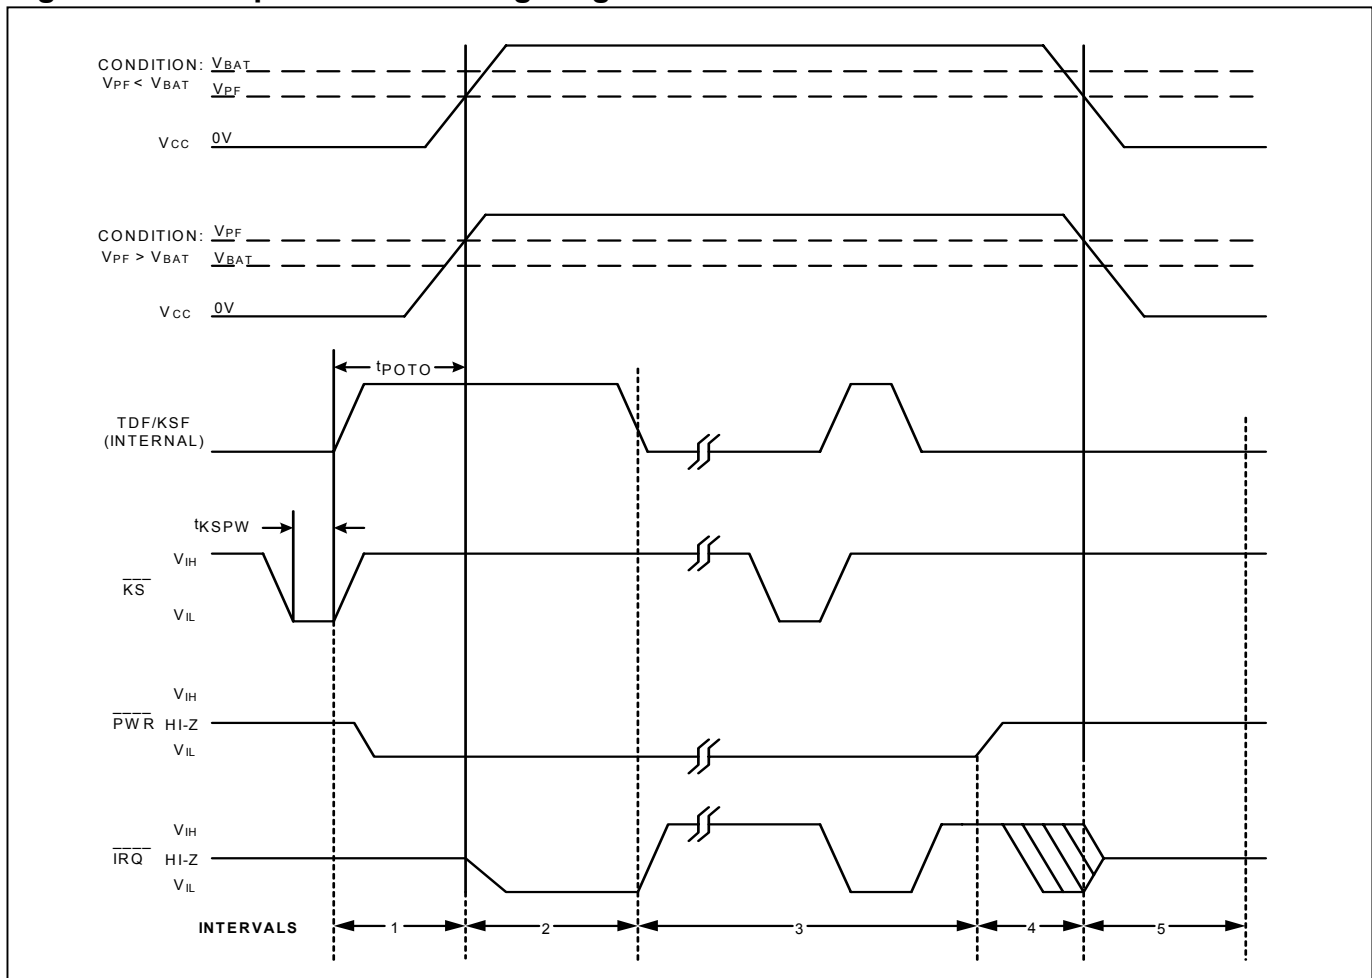 CONDITION: VBAT
VPF < VBAT VPF
VCC 0V
CONDITION: VPF
VPF > VBAT VBAT
VCC 0V
tPOTO
TDF/KSF
(INTERNAL)
tKSPW
VIH
KS
VIL
VIH
PWR HI-Z
VIL
VIH
IRQ HI-Z
VIL
INTERVALS 1 2 3 4 5